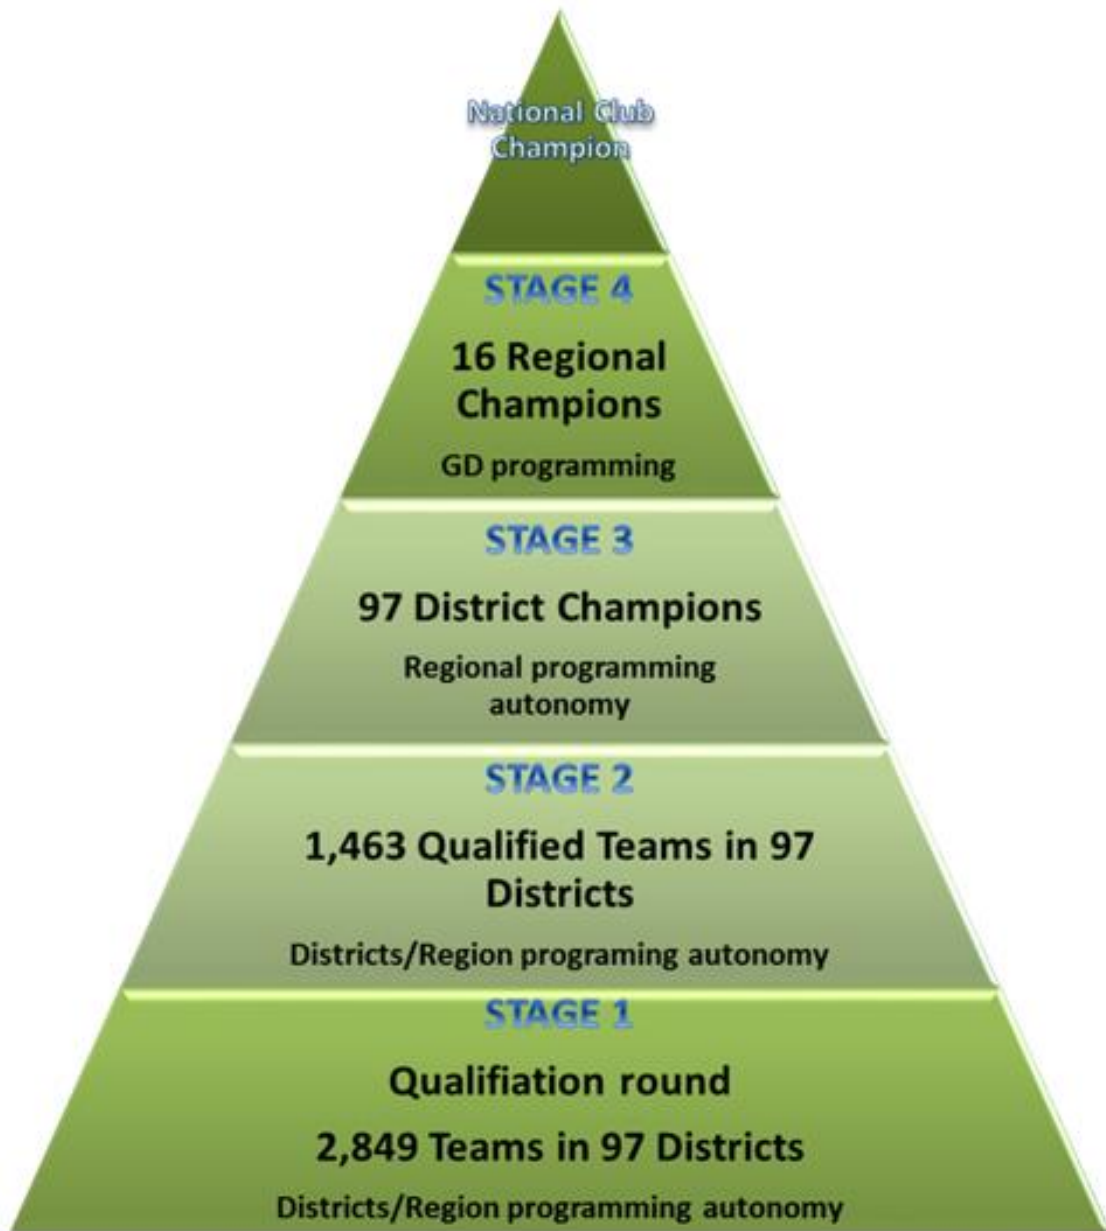 National Club
Champion
STAGE 4
16 Regional
Champions
GD programming
STAGE 3
97 District Champions
Regional programming
autonomy
STAGE 2
1,463 Qualified Teams in 97
Districts
Districts/Region programing autonomy
STAGE 1
Qualifiation round
2,849 Teams in 97 Districts
Districts/Region programming autonomy